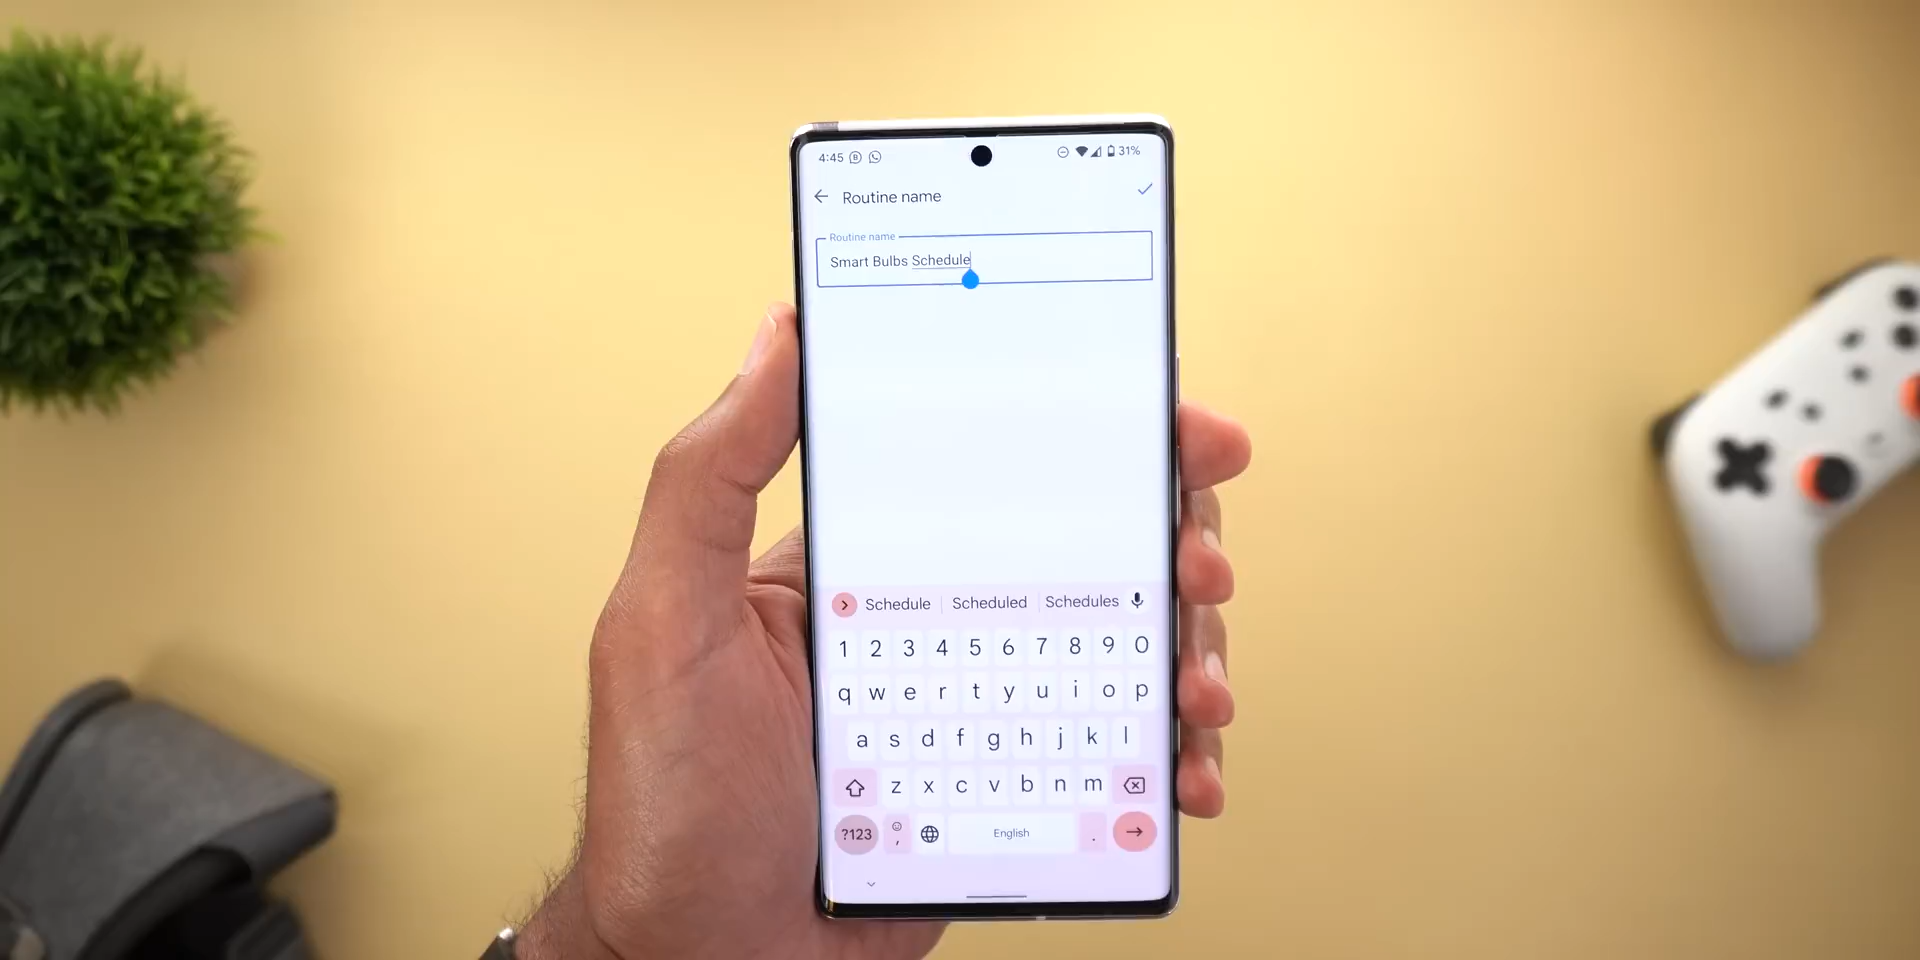 4:45 31%
Routine name
Routine name
Smart Bulbs Schedule
Schedule Scheduled Schedules
1 2 3 4 5 6 7 8 9 0
q w e r t y u i o p
a s d f g h j k l
z x c v b n m
?123 , English .